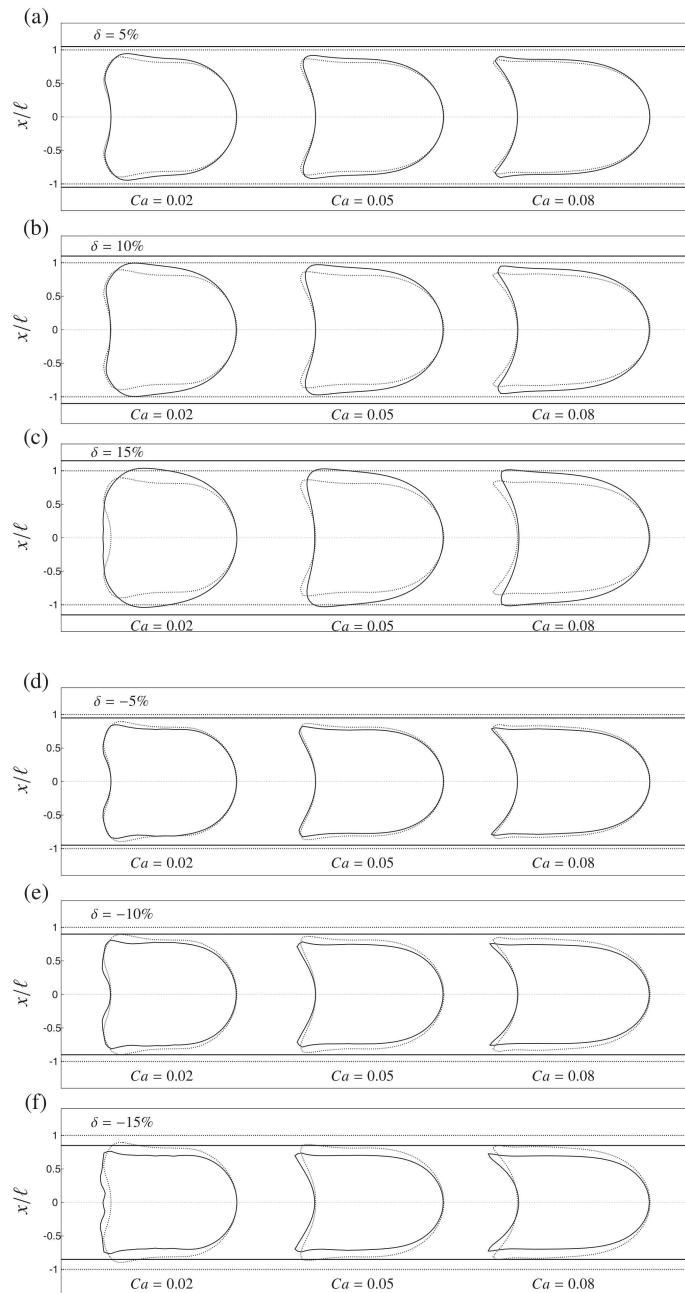 (a)
δ = 5%
1
0.5
x/ℓ
0
-0.5
-1
Ca = 0.02 Ca = 0.05 Ca = 0.08
(b)
δ = 10%
1
0.5
x/ℓ
0
-0.5
-1
Ca = 0.02 Ca = 0.05 Ca = 0.08
(c)
δ = 15%
1
0.5
x/ℓ
0
-0.5
-1
Ca = 0.02 Ca = 0.05 Ca = 0.08
(d)
δ = −5%
1
0.5
x/ℓ
0
-0.5
-1
Ca = 0.02 Ca = 0.05 Ca = 0.08
(e)
δ = −10%
1
0.5
x/ℓ
0
-0.5
-1
Ca = 0.02 Ca = 0.05 Ca = 0.08
(f)
δ = −15%
1
0.5
x/ℓ
0
-0.5
-1
Ca = 0.02 Ca = 0.05 Ca = 0.08